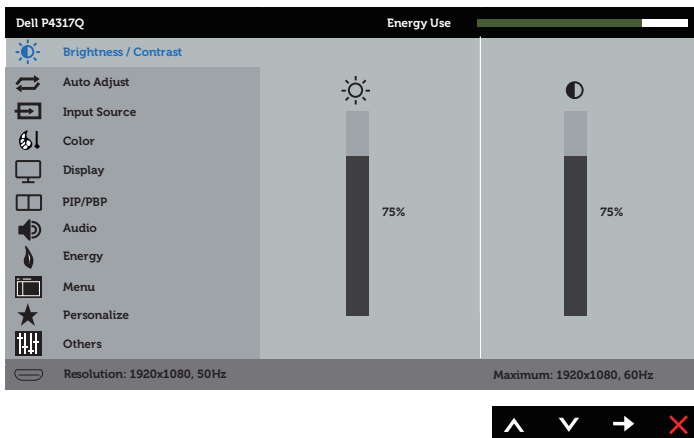 Dell P4317Q
Energy Use
Brightness / Contrast
Auto Adjust
Input Source
Color
Display
PIP/PBP
Audio
Energy
Menu
Personalize
Others
75%
75%
Resolution: 1920x1080, 50Hz
Maximum: 1920x1080, 60Hz